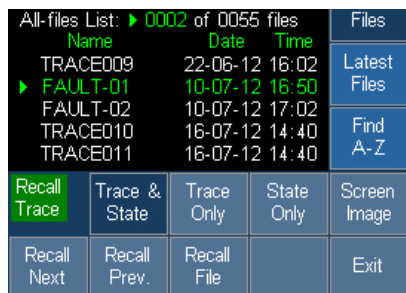 All-files List: ▶ 0002 of 0055 files
Files
Name Date Time
TRACE009 22-06-12 16:02
▶ FAULT-01 10-07-12 16:50
FAULT-02 10-07-12 17:02
TRACE010 16-07-12 14:40
TRACE011 16-07-12 14:40
Latest
Files
Find
A-Z
Recall
Trace
Trace &
State
Trace
Only
State
Only
Screen
Image
Recall
Next
Recall
Prev.
Recall
File
Exit